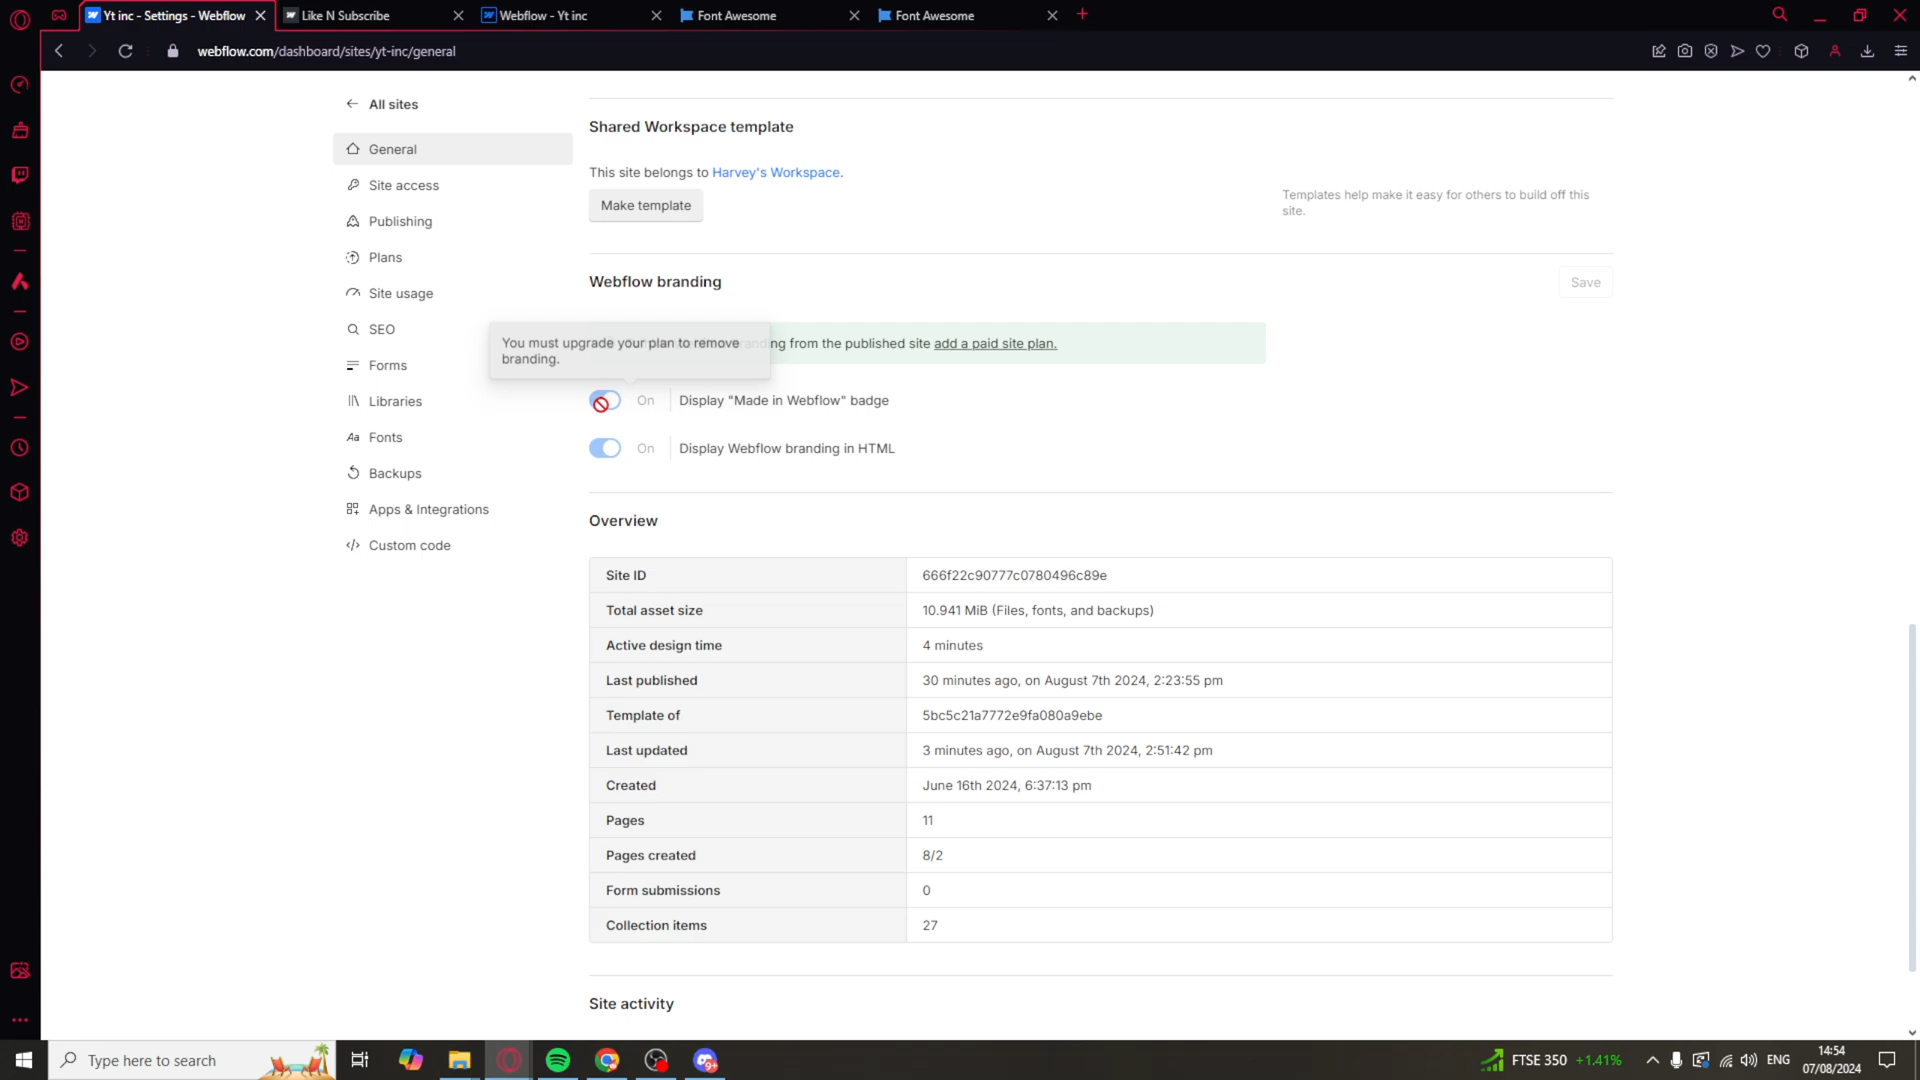 Yt inc - Settings - Webflow
Like N Subscribe
Webflow - Yt inc
Font Awesome
Font Awesome
webflow.com/dashboard/sites/yt-inc/general
All sites
General
Site access
Publishing
Plans
Site usage
SEO
Forms
Libraries
Aa Fonts
Backups
Apps & Integrations
</> Custom code
Shared Workspace template
This site belongs to Harvey's Workspace.
Make template
Templates help make it easy for others to build off this
site.
Webflow branding
Save
You must upgrade your plan to remove
branding.
nding from the published site add a paid site plan.
On Display "Made in Webflow" badge
On Display Webflow branding in HTML
Overview
Site ID 666f22c90777c0780496c89e
Total asset size 10.941 MiB (Files, fonts, and backups)
Active design time 4 minutes
Last published 30 minutes ago, on August 7th 2024, 2:23:55 pm
Template of 5bc5c21a7772e9fa080a9ebe
Last updated 3 minutes ago, on August 7th 2024, 2:51:42 pm
Created June 16th 2024, 6:37:13 pm
Pages 11
Pages created 8/2
Form submissions 0
Collection items 27
Site activity
Type here to search
9+
FTSE 350 +1.41%
ENG
14:54
07/08/2024